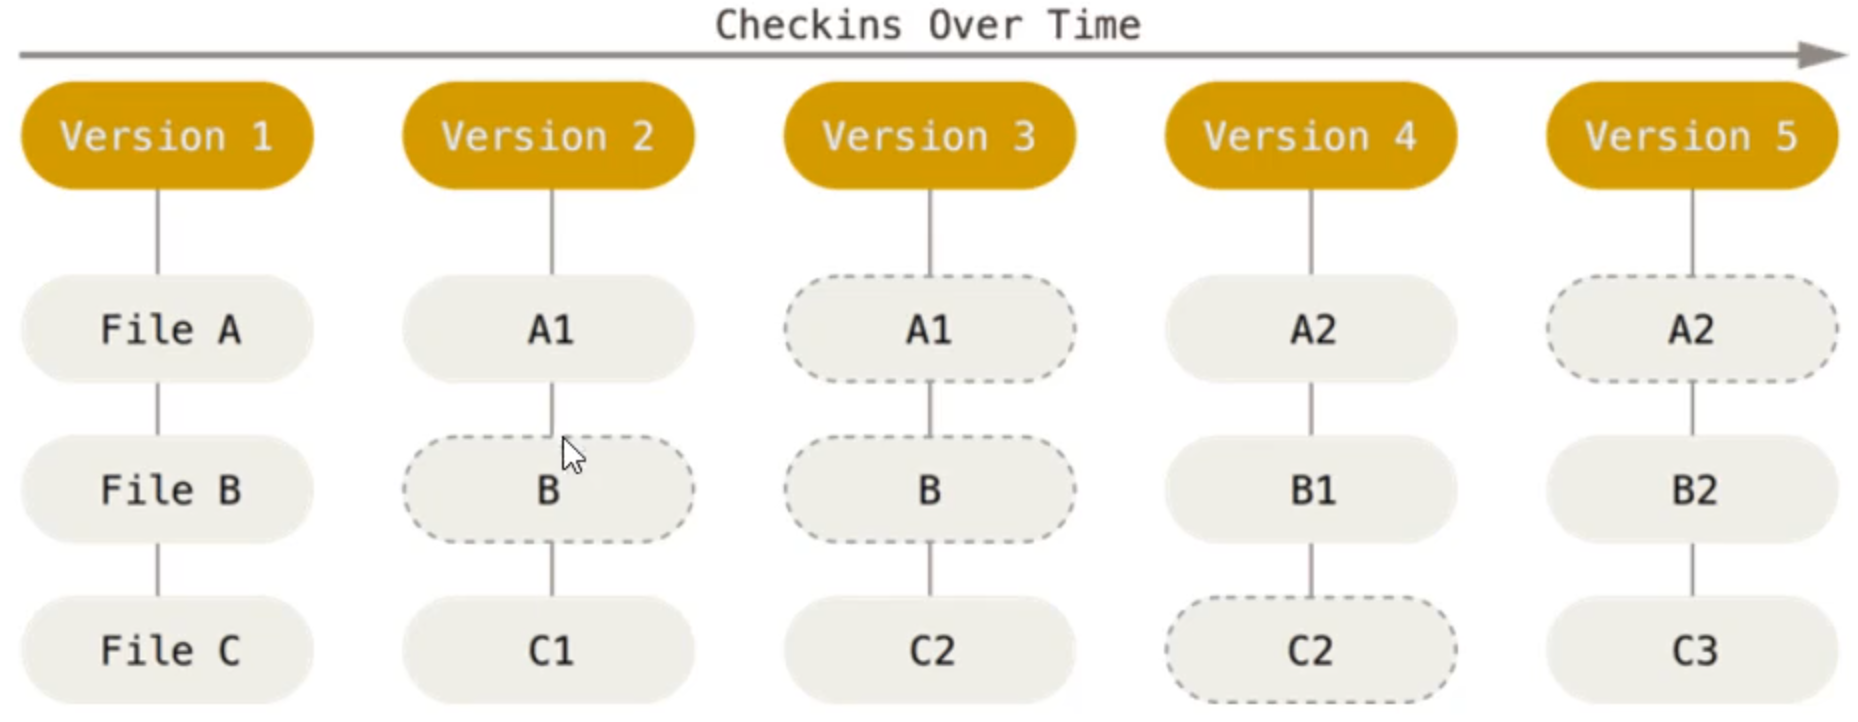 Checkins Over Time
Version 1 Version 2 Version 3 Version 4 Version 5
File A A1 A1 A2 A2
File B B B B1 B2
File C C1 C2 C2 C3